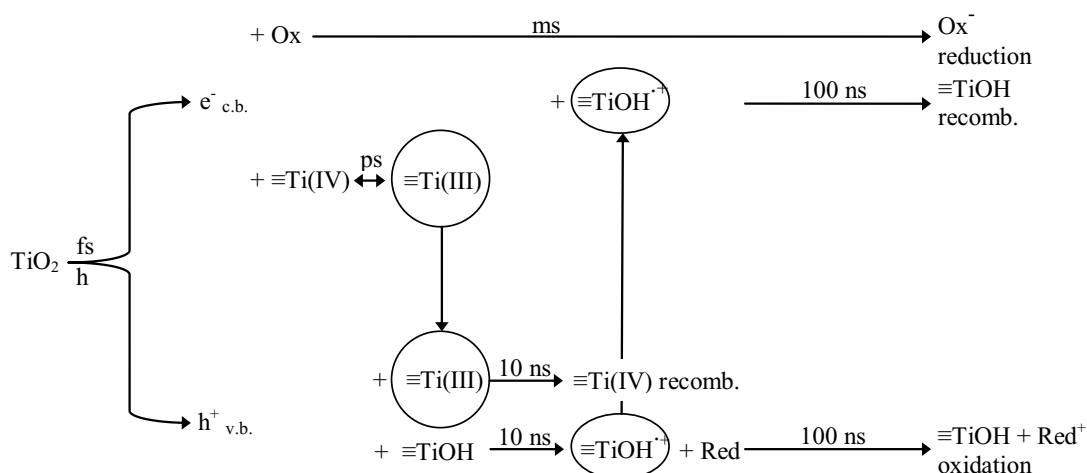 + Ox ms Ox⁻
reduction
e⁻ c.b. + ≡TiOH·⁺ 100 ns ≡TiOH
recomb.
+ ≡Ti(IV) ps ≡Ti(III)
TiO₂ fs
h
+ ≡Ti(III) 10 ns ≡Ti(IV) recomb.
h⁺ v.b. + ≡TiOH 10 ns ≡TiOH·⁺ + Red 100 ns ≡TiOH + Red⁺
oxidation